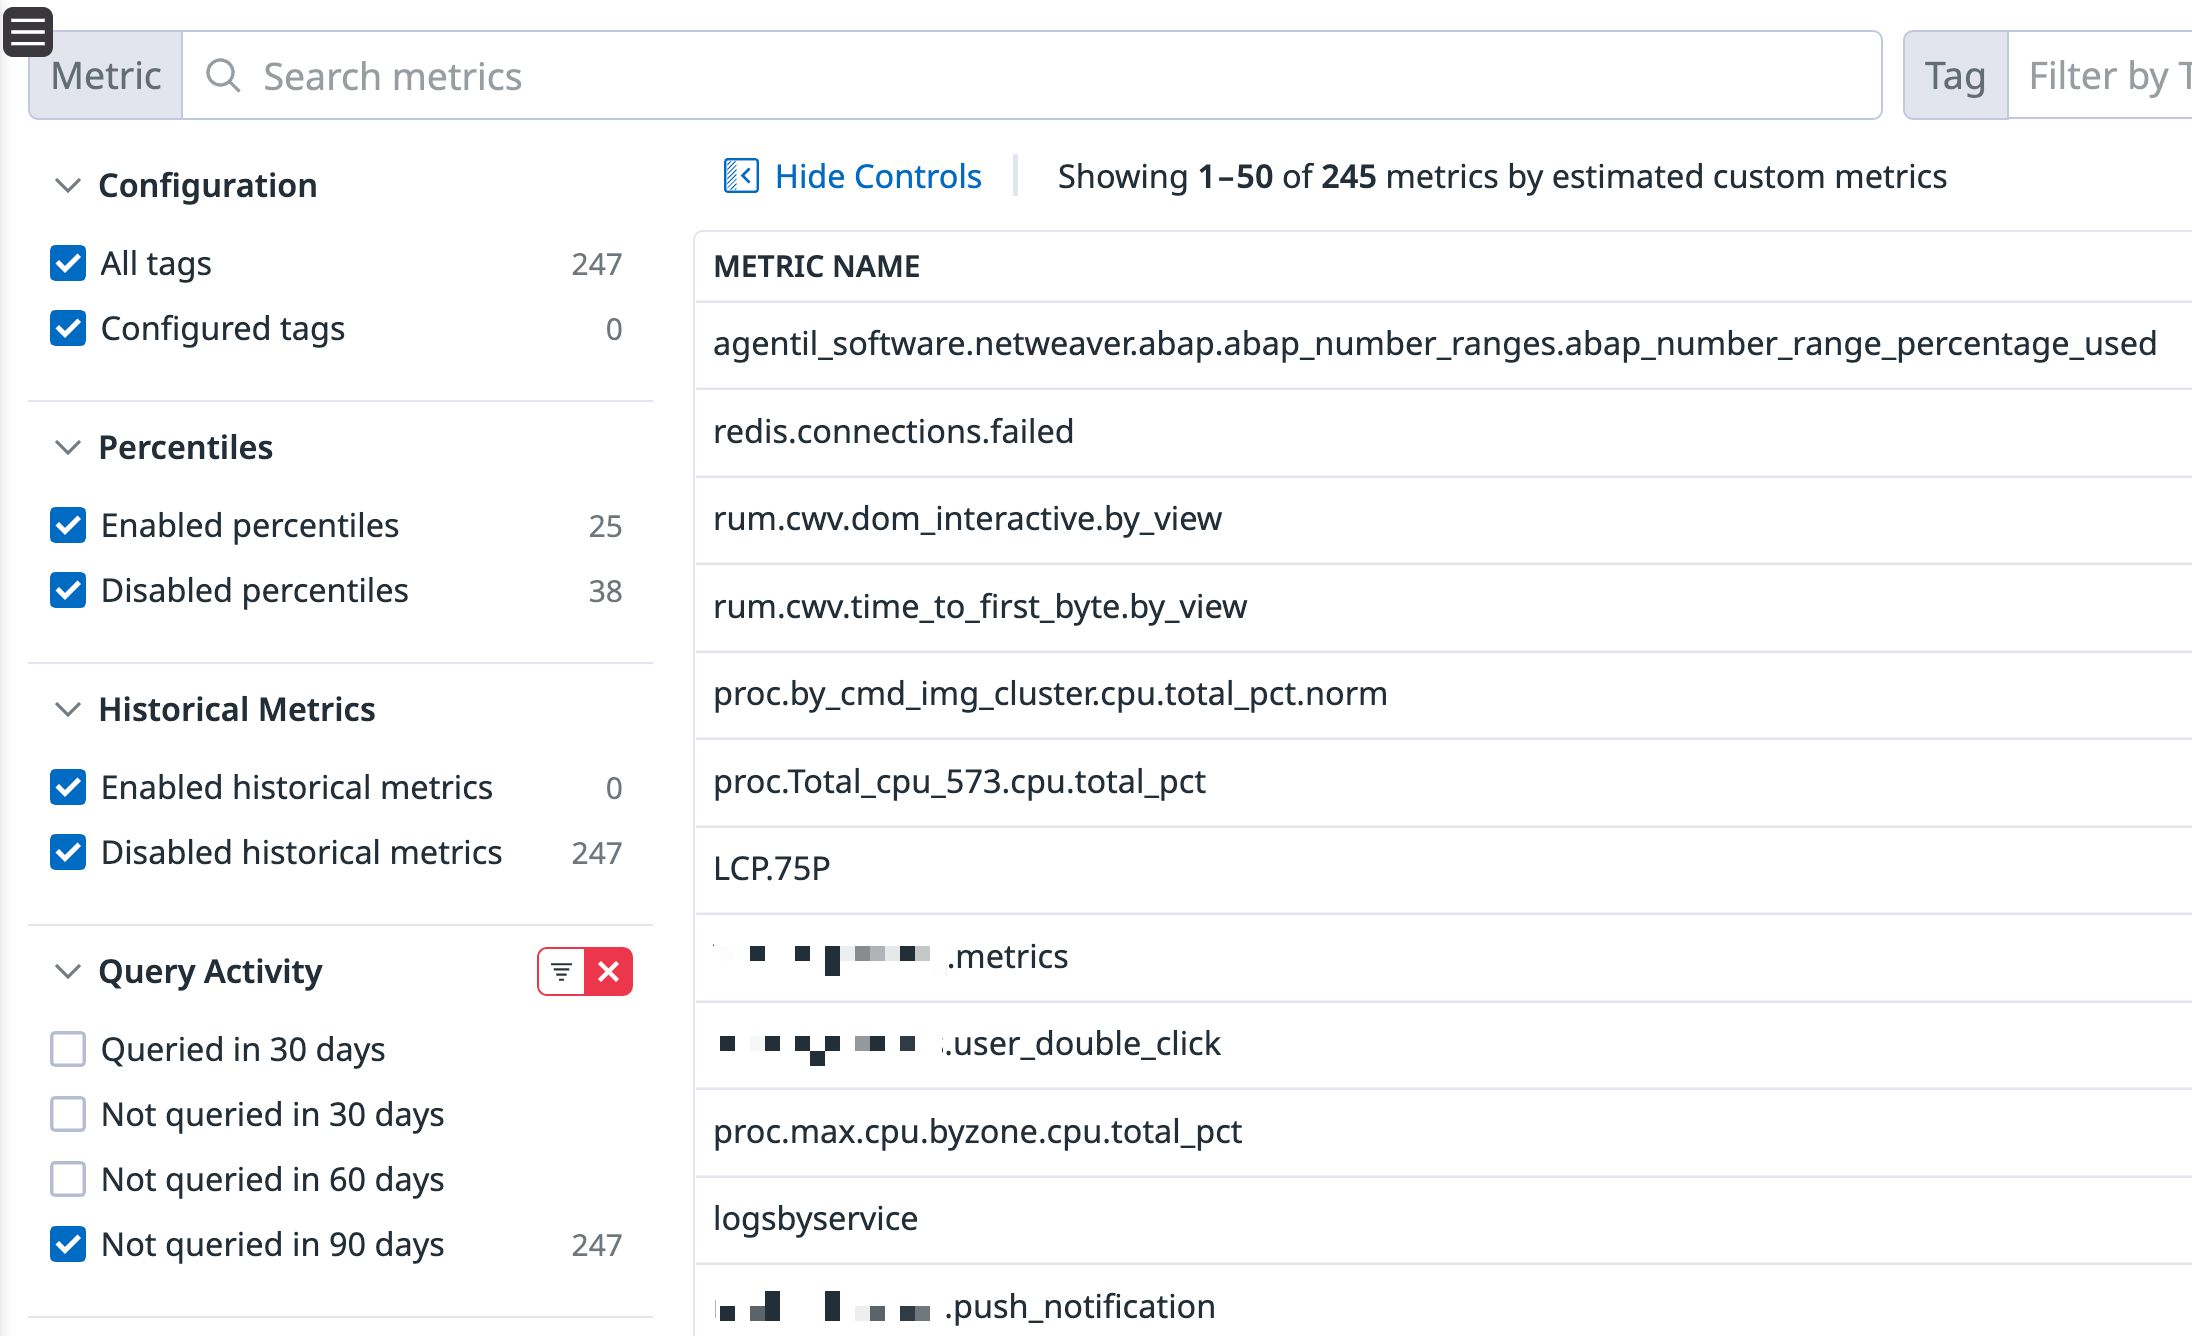 Metric Search metrics Tag Filter by T
Configuration
All tags 247
Configured tags 0
Percentiles
Enabled percentiles 25
Disabled percentiles 38
Historical Metrics
Enabled historical metrics 0
Disabled historical metrics 247
Query Activity
Queried in 30 days
Not queried in 30 days
Not queried in 60 days
Not queried in 90 days 247
Hide Controls Showing 1–50 of 245 metrics by estimated custom metrics
METRIC NAME
agentil_software.netweaver.abap.abap_number_ranges.abap_number_range_percentage_used
redis.connections.failed
rum.cwv.dom_interactive.by_view
rum.cwv.time_to_first_byte.by_view
proc.by_cmd_img_cluster.cpu.total_pct.norm
proc.Total_cpu_573.cpu.total_pct
LCP.75P
.metrics
.user_double_click
proc.max.cpu.byzone.cpu.total_pct
logsbyservice
.push_notification